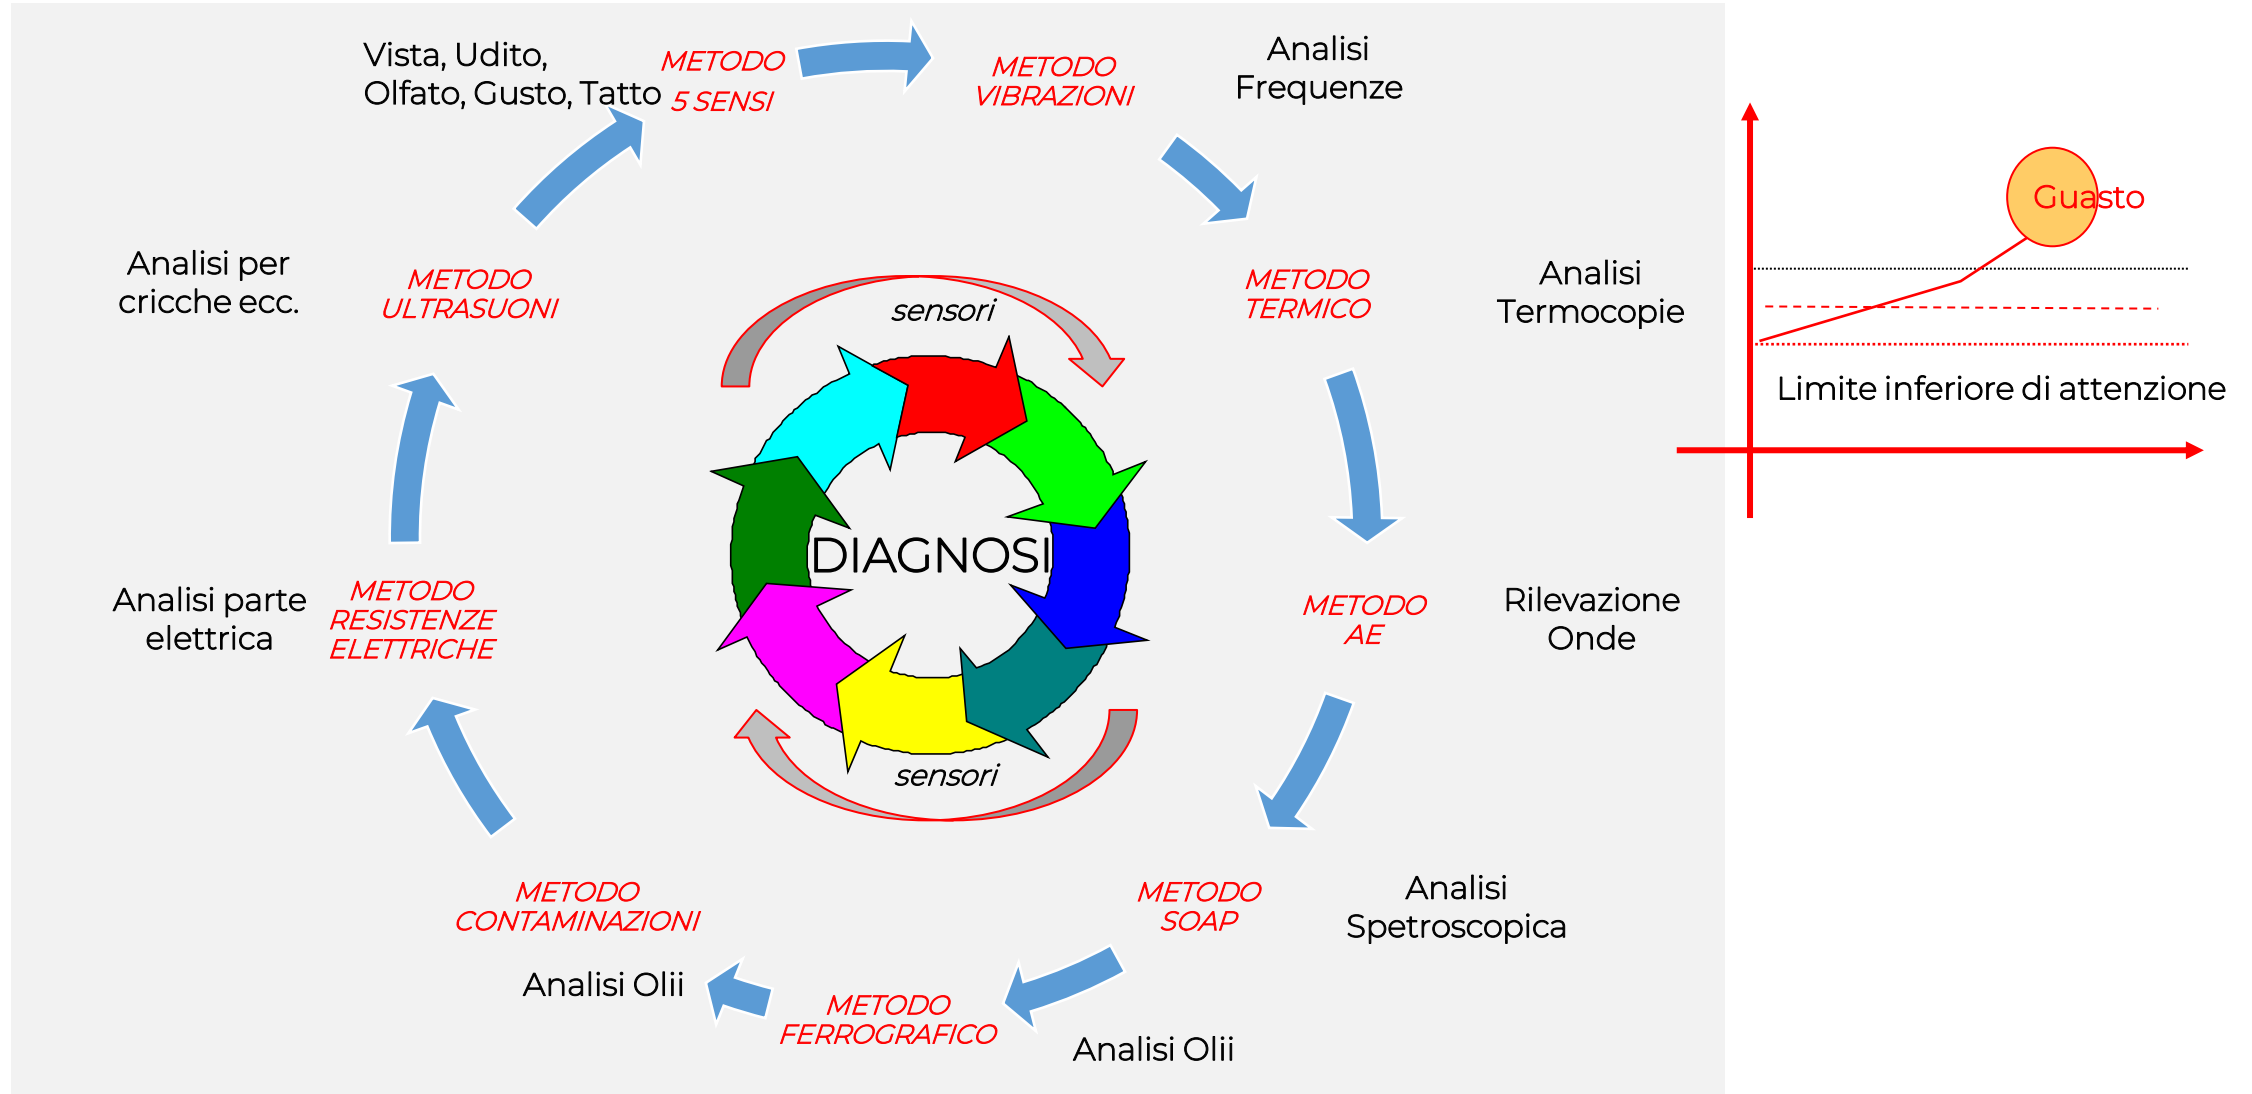 Vista, Udito,
Olfato, Gusto, Tatto
METODO
5 SENSI
METODO
VIBRAZIONI
Analisi
Frequenze
METODO
TERMICO
Analisi
Termocopie
METODO
AE
Rilevazione
Onde
METODO
SOAP
Analisi
Spetroscopica
METODO
FERROGRAFICO
Analisi Olii
METODO
CONTAMINAZIONI
Analisi Olii
METODO
RESISTENZE
ELETTRICHE
Analisi parte
elettrica
METODO
ULTRASUONI
Analisi per
cricche ecc.
sensori
DIAGNOSI
sensori
Guasto
Limite inferiore di attenzione